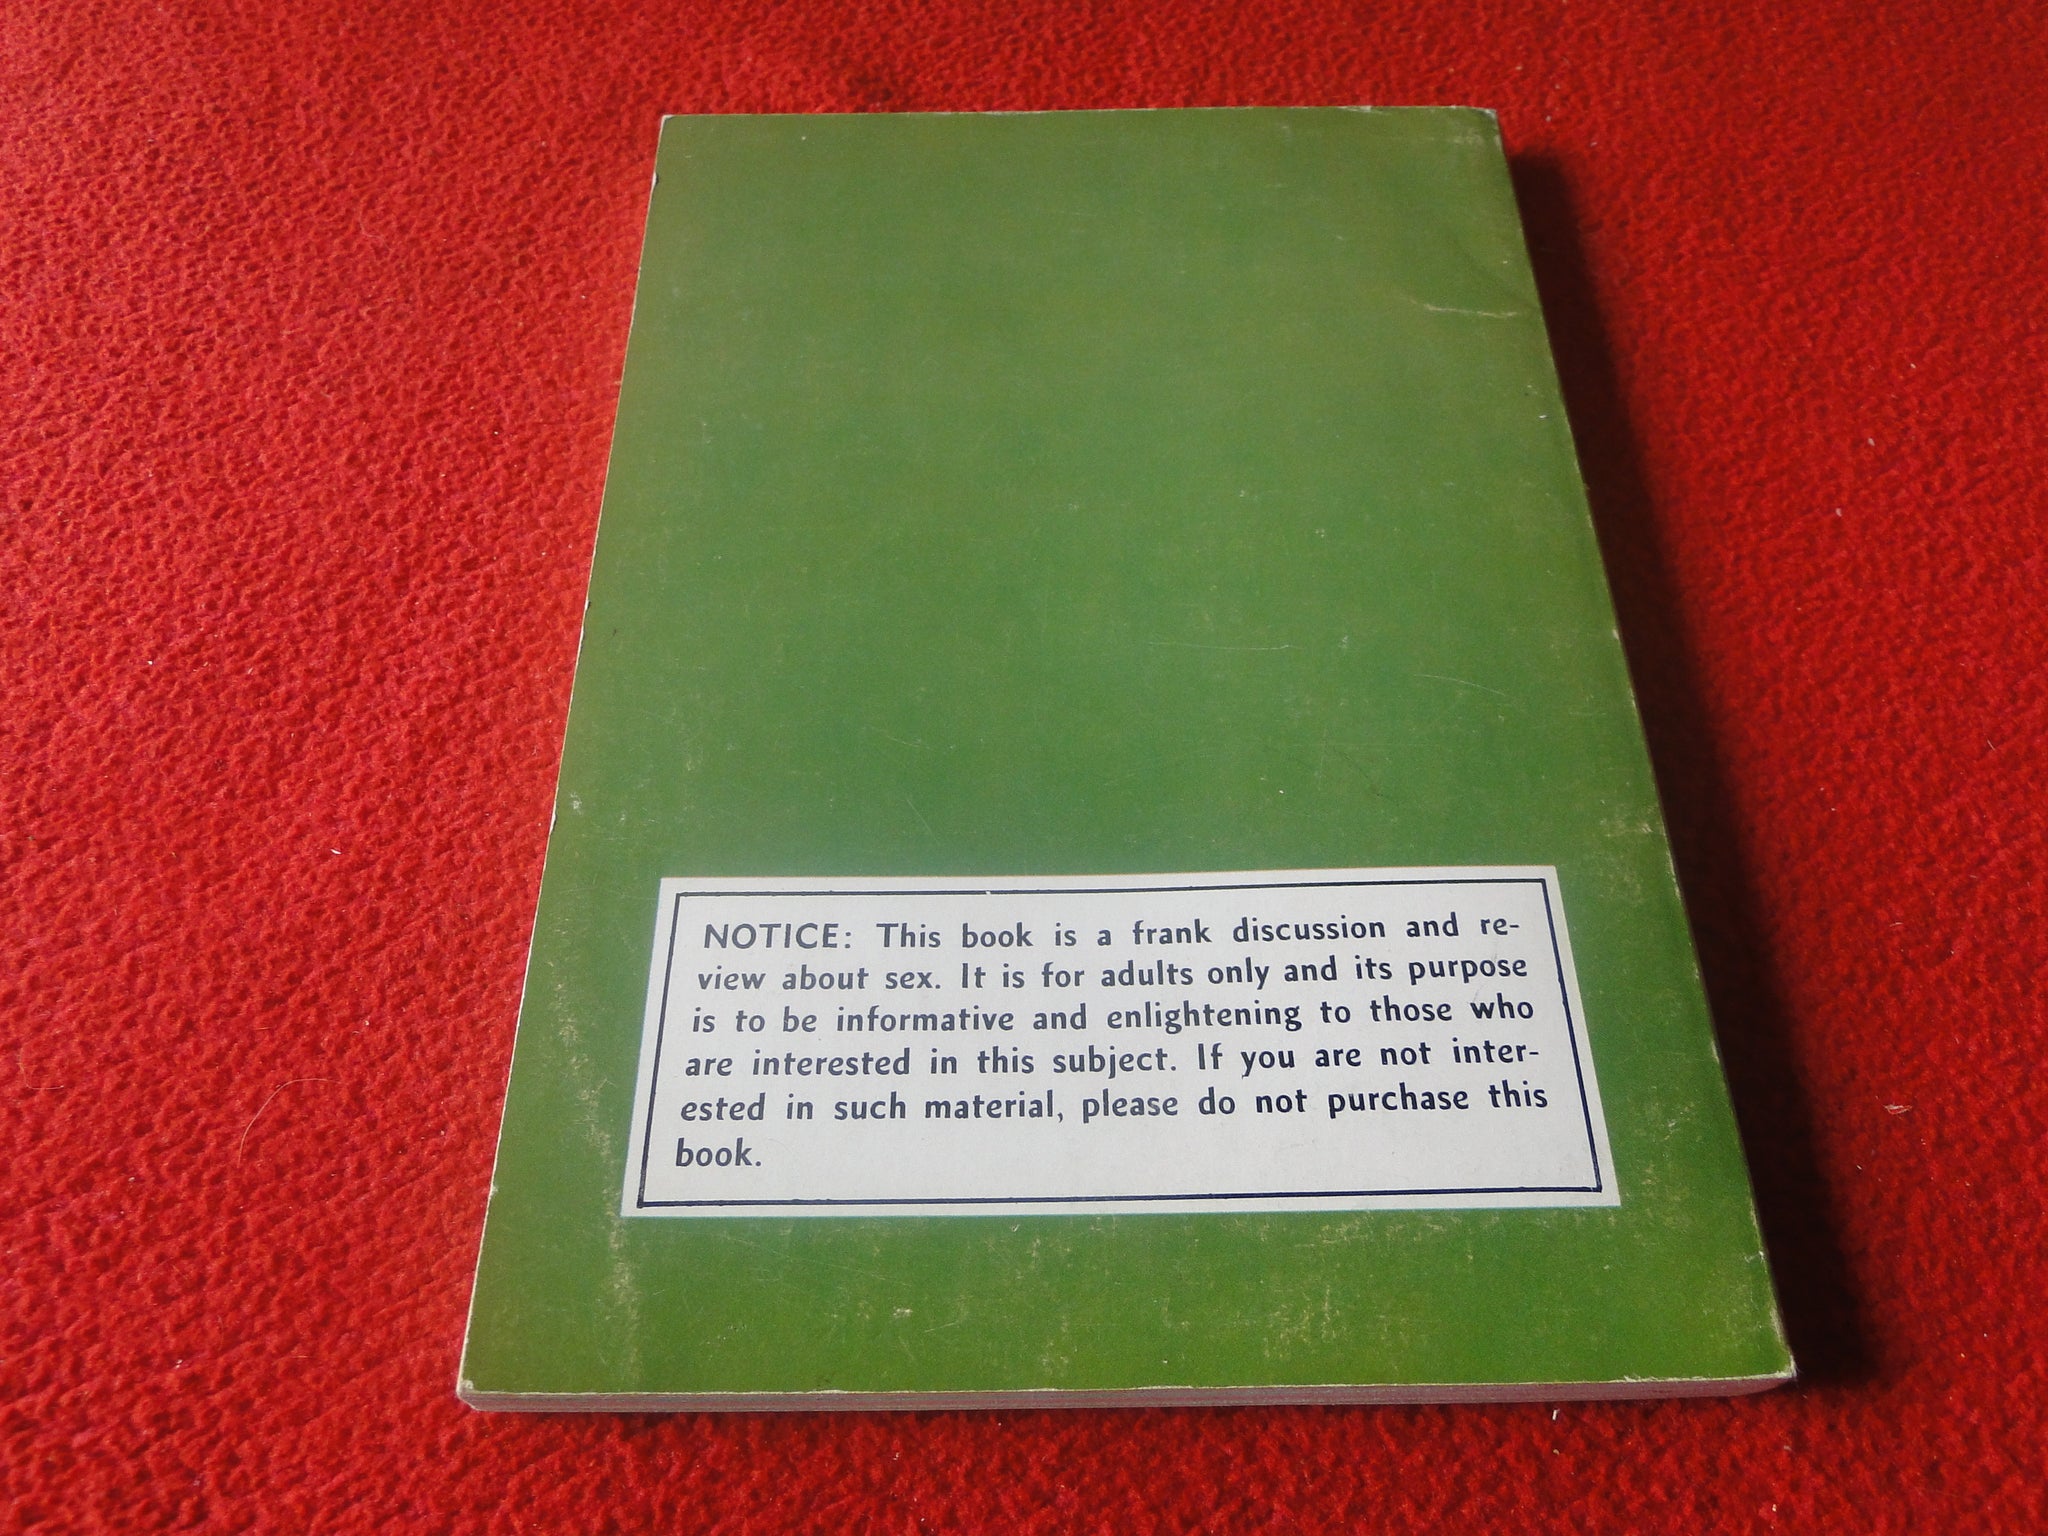 NOTICE: This book is a frank discussion and re-
view about sex. It is for adults only and its purpose
is to be informative and enlightening to those who
are interested in this subject. If you are not inter-
ested in such material, please do not purchase this
book.